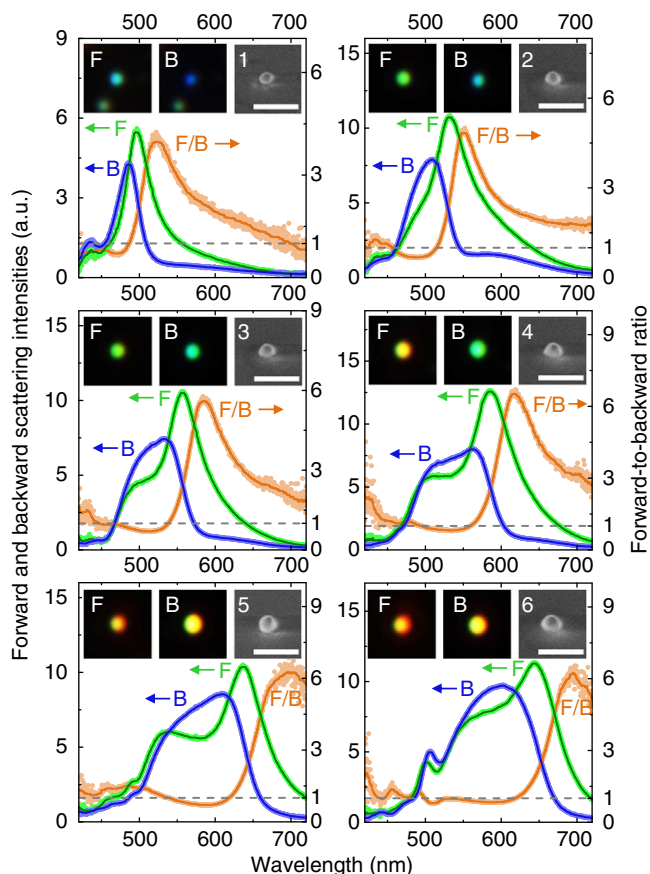 500 600 700
500 600 700
Forward and backward scattering intensities (a.u.)
Forward-to-backward ratio
9
6
3
0
F
B
1
F
B
F/B
6
3
1
0
15
10
5
0
F
B
2
F
B
F/B
6
3
1
0
15
10
5
0
F
B
3
F
B
F/B
9
6
3
1
0
15
10
5
0
F
B
4
F
B
F/B
9
6
3
1
0
15
10
5
0
F
B
5
F
B
F/B
9
6
3
1
0
15
10
5
0
F
B
6
F
B
F/B
9
6
3
1
0
500 600 700
500 600 700
Wavelength (nm)